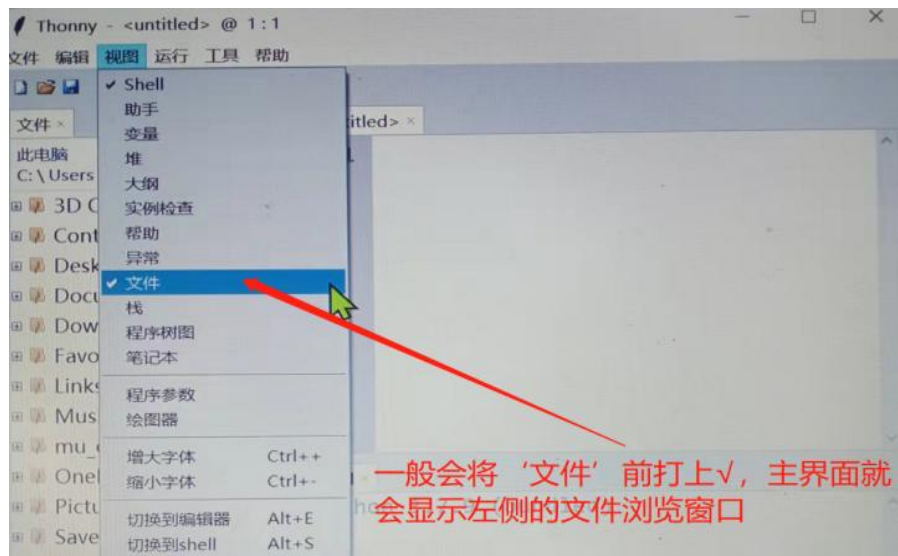 Thonny - <untitled> @ 1:1
文件 编辑 视图 运行 工具 帮助
文件 ×
itled> ×
此电脑
C:\Users
3D
Cont
Desk
Docu
Dow
Favo
Links
Mus
mu_
One
Pictu
Save
✓ Shell
助手
变量
堆
大纲
实例检查
帮助
异常
✓ 文件
栈
程序树图
笔记本
程序参数
绘图器
增大字体 Ctrl++
缩小字体 Ctrl+-
切换到编辑器 Alt+E
切换到shell Alt+S
一般会将‘文件’前打上√，主界面就
会显示左侧的文件浏览窗口